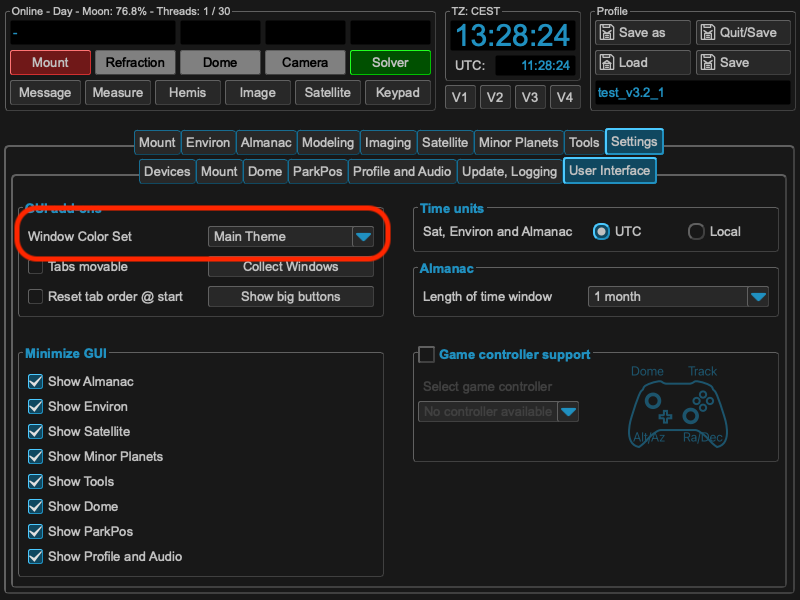 Online - Day - Moon: 76.8% - Threads: 1 / 30
-
Mount Refraction Dome Camera Solver
Message Measure Hemis Image Satellite Keypad
TZ: CEST
13:28:24
UTC: 11:28:24
V1 V2 V3 V4
Profile
Save as Quit/Save
Load Save
test_v3.2_1
Mount Environ Almanac Modeling Imaging Satellite Minor Planets Tools Settings
Devices Mount Dome ParkPos Profile and Audio Update, Logging User Interface
GUI add-ons
Window Color Set Main Theme
Tabs movable Collect Windows
Reset tab order @ start Show big buttons
Time units
Sat, Environ and Almanac UTC Local
Almanac
Length of time window 1 month
Minimize GUI
Show Almanac
Show Environ
Show Satellite
Show Minor Planets
Show Tools
Show Dome
Show ParkPos
Show Profile and Audio
Game controller support
Select game controller
No controller available
Dome Track
Alt/Az Ra/Dec